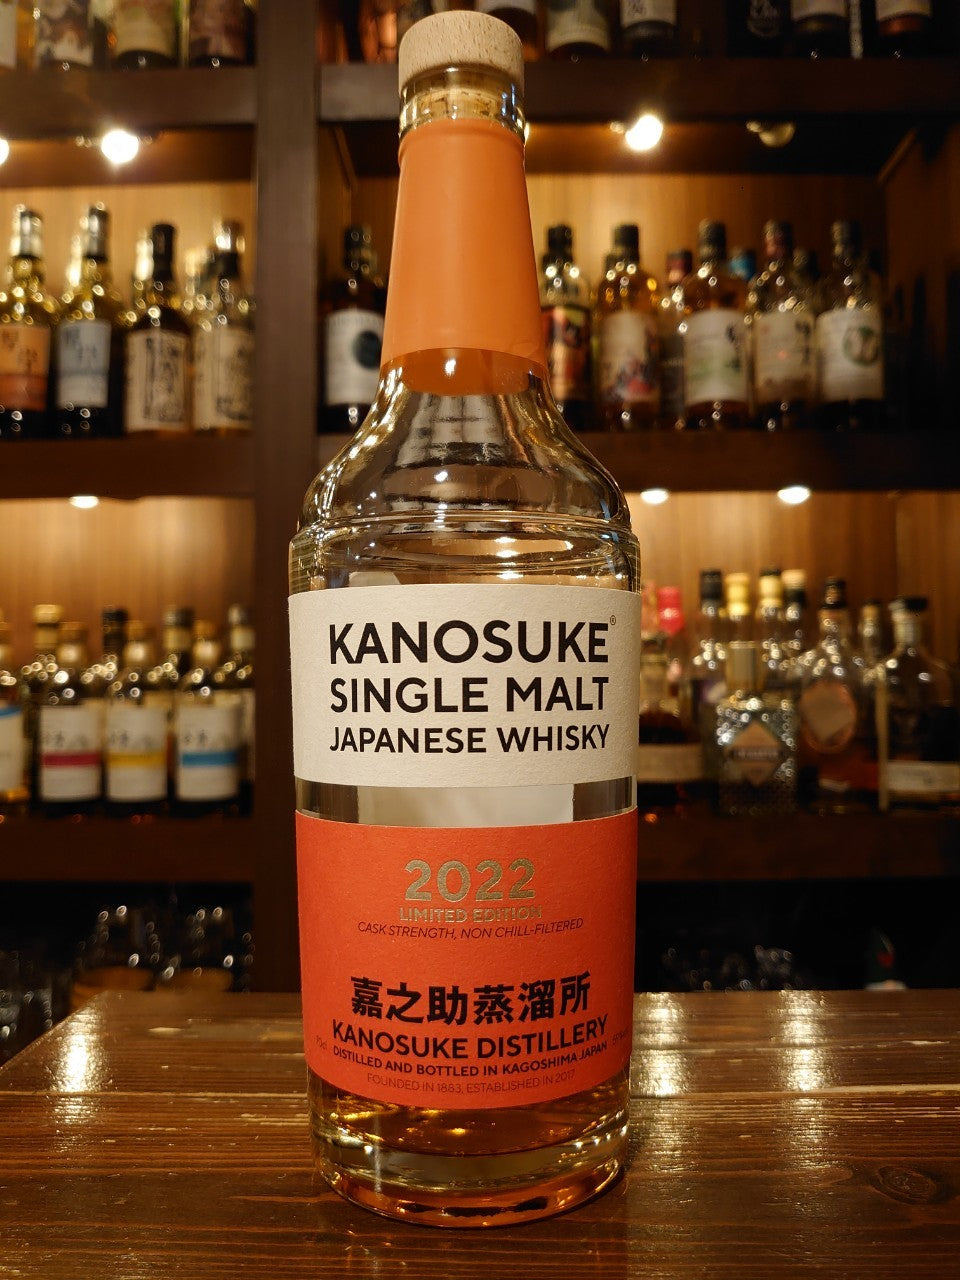 KANOSUKE®
SINGLE MALT
JAPANESE WHISKY
2022
LIMITED EDITION
CASK STRENGTH, NON CHILL-FILTERED
嘉之助蒸溜所
KANOSUKE DISTILLERY
DISTILLED AND BOTTLED IN KAGOSHIMA JAPAN
FOUNDED IN 1883, ESTABLISHED IN 2017